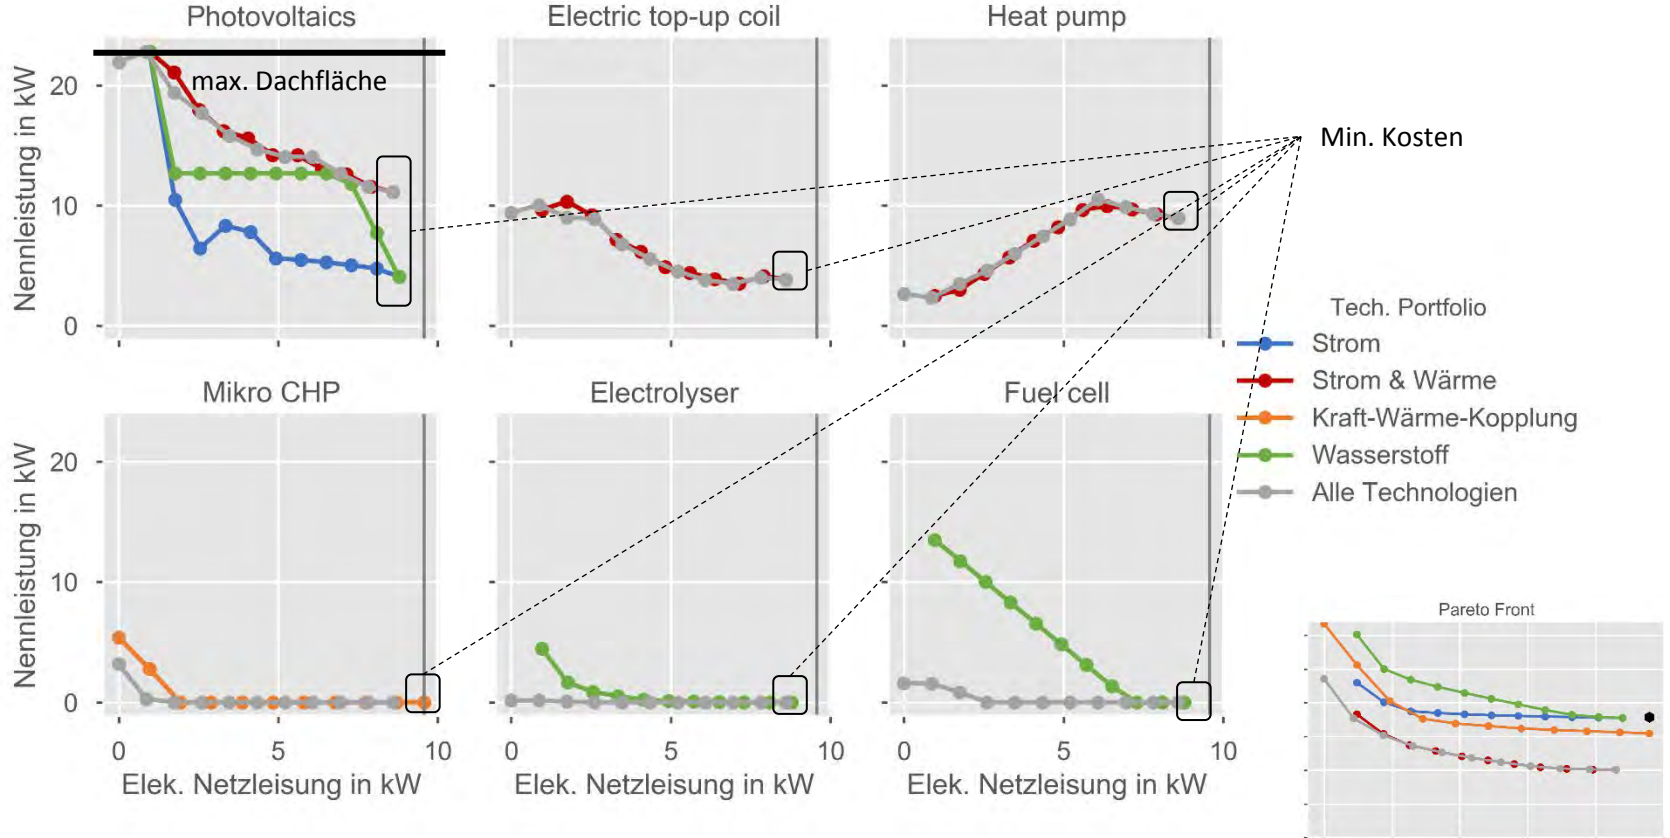 Photovoltaics
Electric top-up coil
Heat pump
Nennleistung in kW
20
10
0
max. Dachfläche
Min. Kosten
Tech. Portfolio
Strom
Strom & Wärme
Kraft-Wärme-Kopplung
Wasserstoff
Alle Technologien
Mikro CHP
Electrolyser
Fuel cell
Nennleistung in kW
20
10
0
0 5 10
0 5 10
0 5 10
Elek. Netzleisung in kW
Elek. Netzleisung in kW
Elek. Netzleisung in kW
Pareto Front